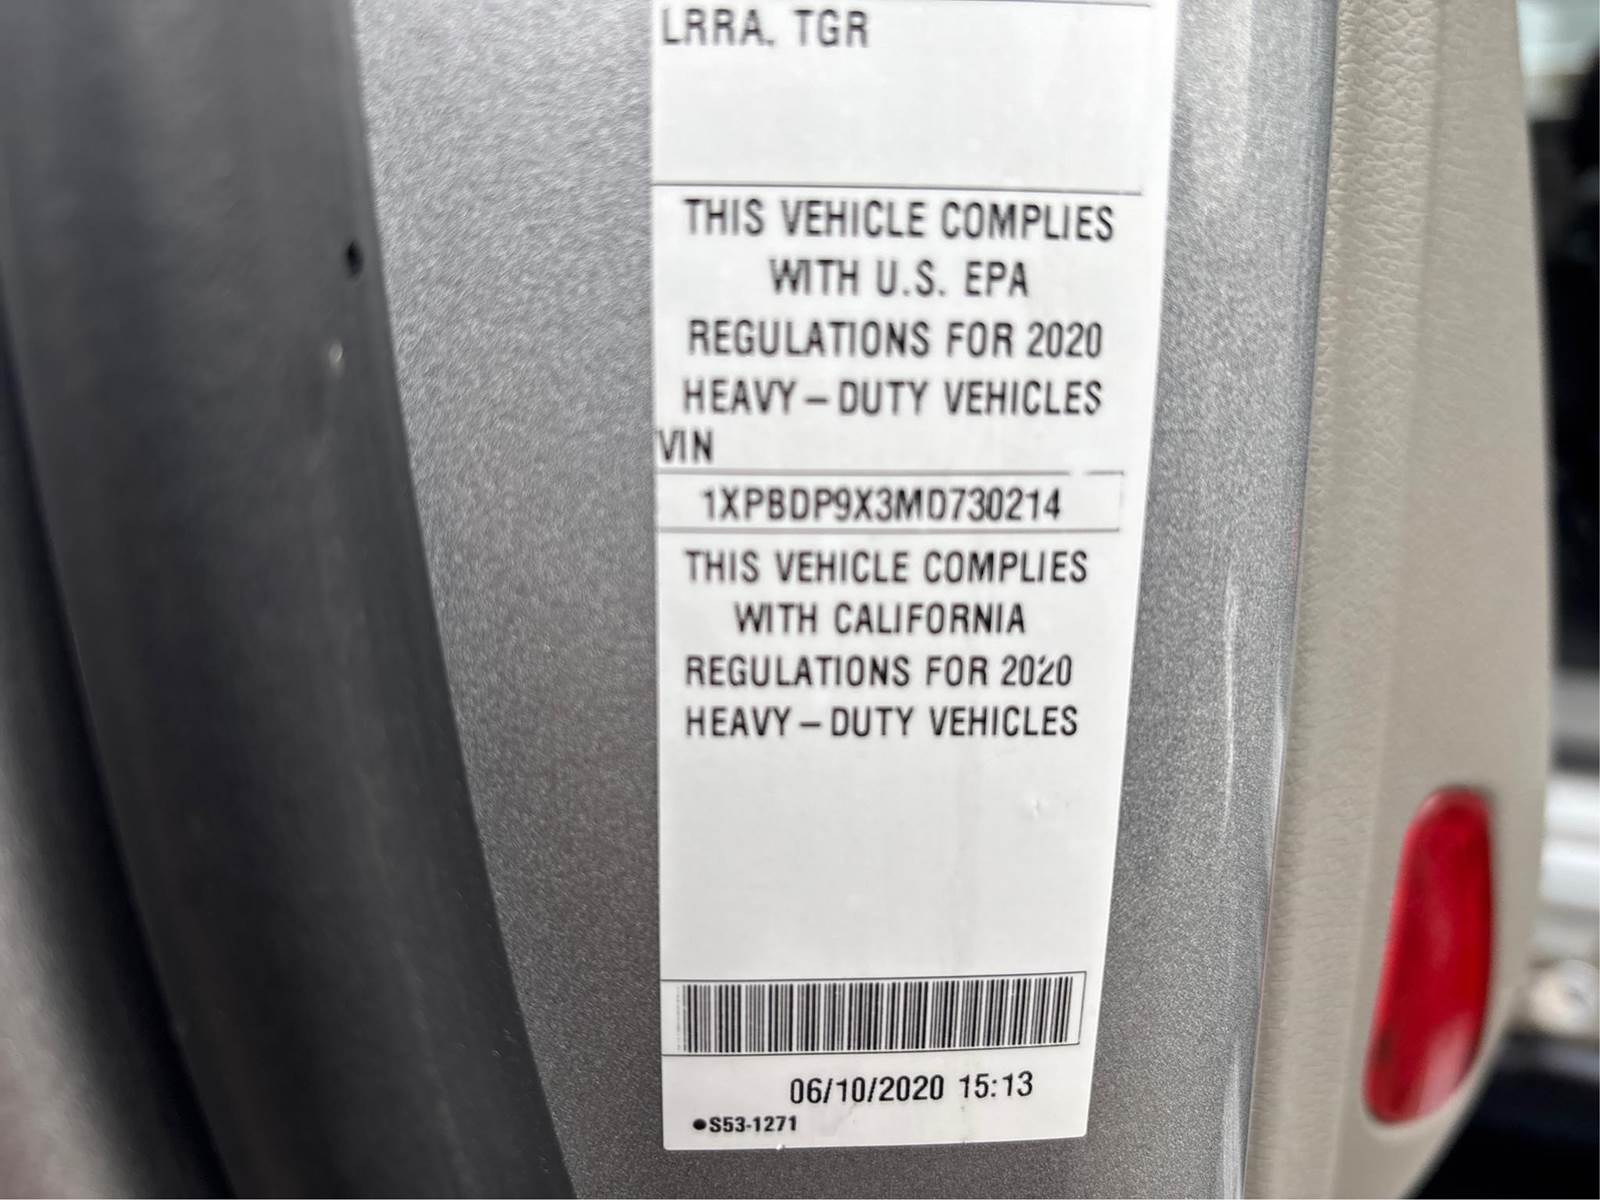 LRRA. TGR
THIS VEHICLE COMPLIES
WITH U.S. EPA
REGULATIONS FOR 2020
HEAVY-DUTY VEHICLES
VIN
1XPBDP9X3MD730214
THIS VEHICLE COMPLIES
WITH CALIFORNIA
REGULATIONS FOR 2020
HEAVY-DUTY VEHICLES
06/10/2020 15:13
●S53-1271